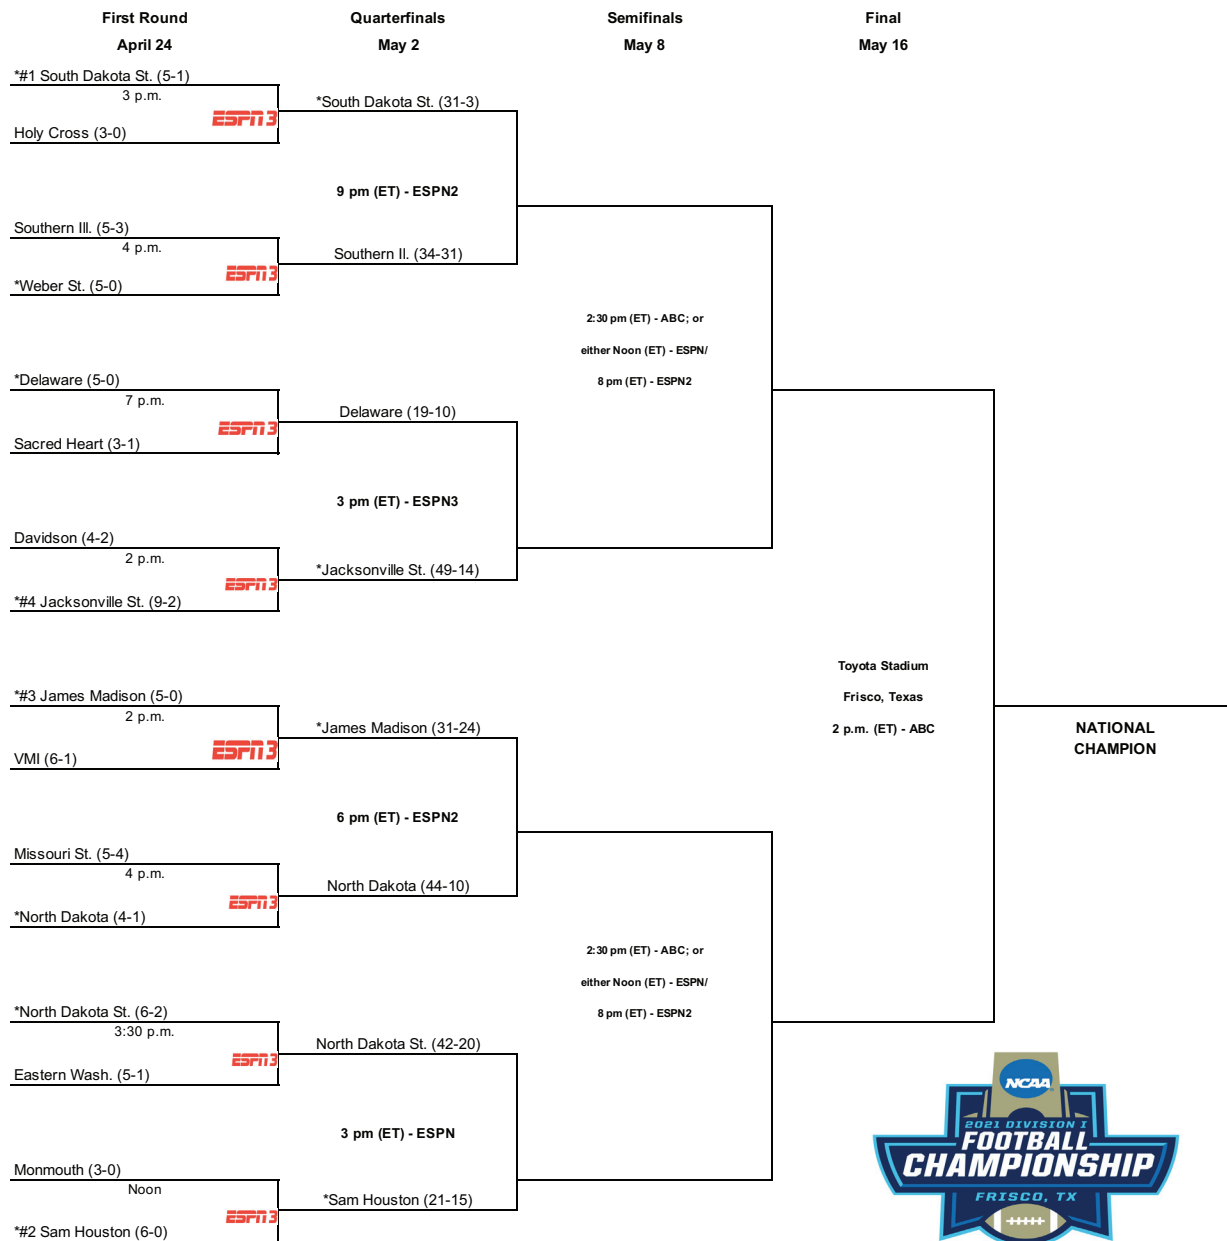 First Round
April 24
Quarterfinals
May 2
Semifinals
May 8
Final
May 16
*#1 South Dakota St. (5-1)
3 p.m.
ESPN3
Holy Cross (3-0)
*South Dakota St. (31-3)
9 pm (ET) - ESPN2
Southern Ill. (5-3)
4 p.m.
ESPN3
*Weber St. (5-0)
Southern Il. (34-31)
2:30 pm (ET) - ABC; or
either Noon (ET) - ESPN/
8 pm (ET) - ESPN2
*Delaware (5-0)
7 p.m.
ESPN3
Sacred Heart (3-1)
Delaware (19-10)
3 pm (ET) - ESPN3
Davidson (4-2)
2 p.m.
ESPN3
*#4 Jacksonville St. (9-2)
*Jacksonville St. (49-14)
Toyota Stadium
Frisco, Texas
2 p.m. (ET) - ABC
NATIONAL
CHAMPION
*#3 James Madison (5-0)
2 p.m.
ESPN3
VMI (6-1)
*James Madison (31-24)
6 pm (ET) - ESPN2
Missouri St. (5-4)
4 p.m.
ESPN3
*North Dakota (4-1)
North Dakota (44-10)
2:30 pm (ET) - ABC; or
either Noon (ET) - ESPN/
8 pm (ET) - ESPN2
*North Dakota St. (6-2)
3:30 p.m.
ESPN3
Eastern Wash. (5-1)
North Dakota St. (42-20)
3 pm (ET) - ESPN
Monmouth (3-0)
Noon
ESPN3
*#2 Sam Houston (6-0)
*Sam Houston (21-15)
NCAA
2021 DIVISION I
FOOTBALL
CHAMPIONSHIP
FRISCO, TX